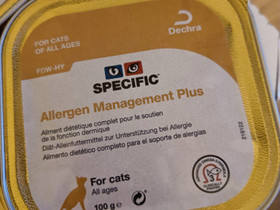 FOR CATS
OF ALL AGES
Dechra
FOW-HY
SPECIFIC
Allergen Management Plus
Aliment diététique complet pour le soutien
de la fonction dermique
Diät-Alleinfuttermittel zur Unterstützung bei Allergie
Alimento dietético completo para el soporte de alergias
For cats
All ages
100 g